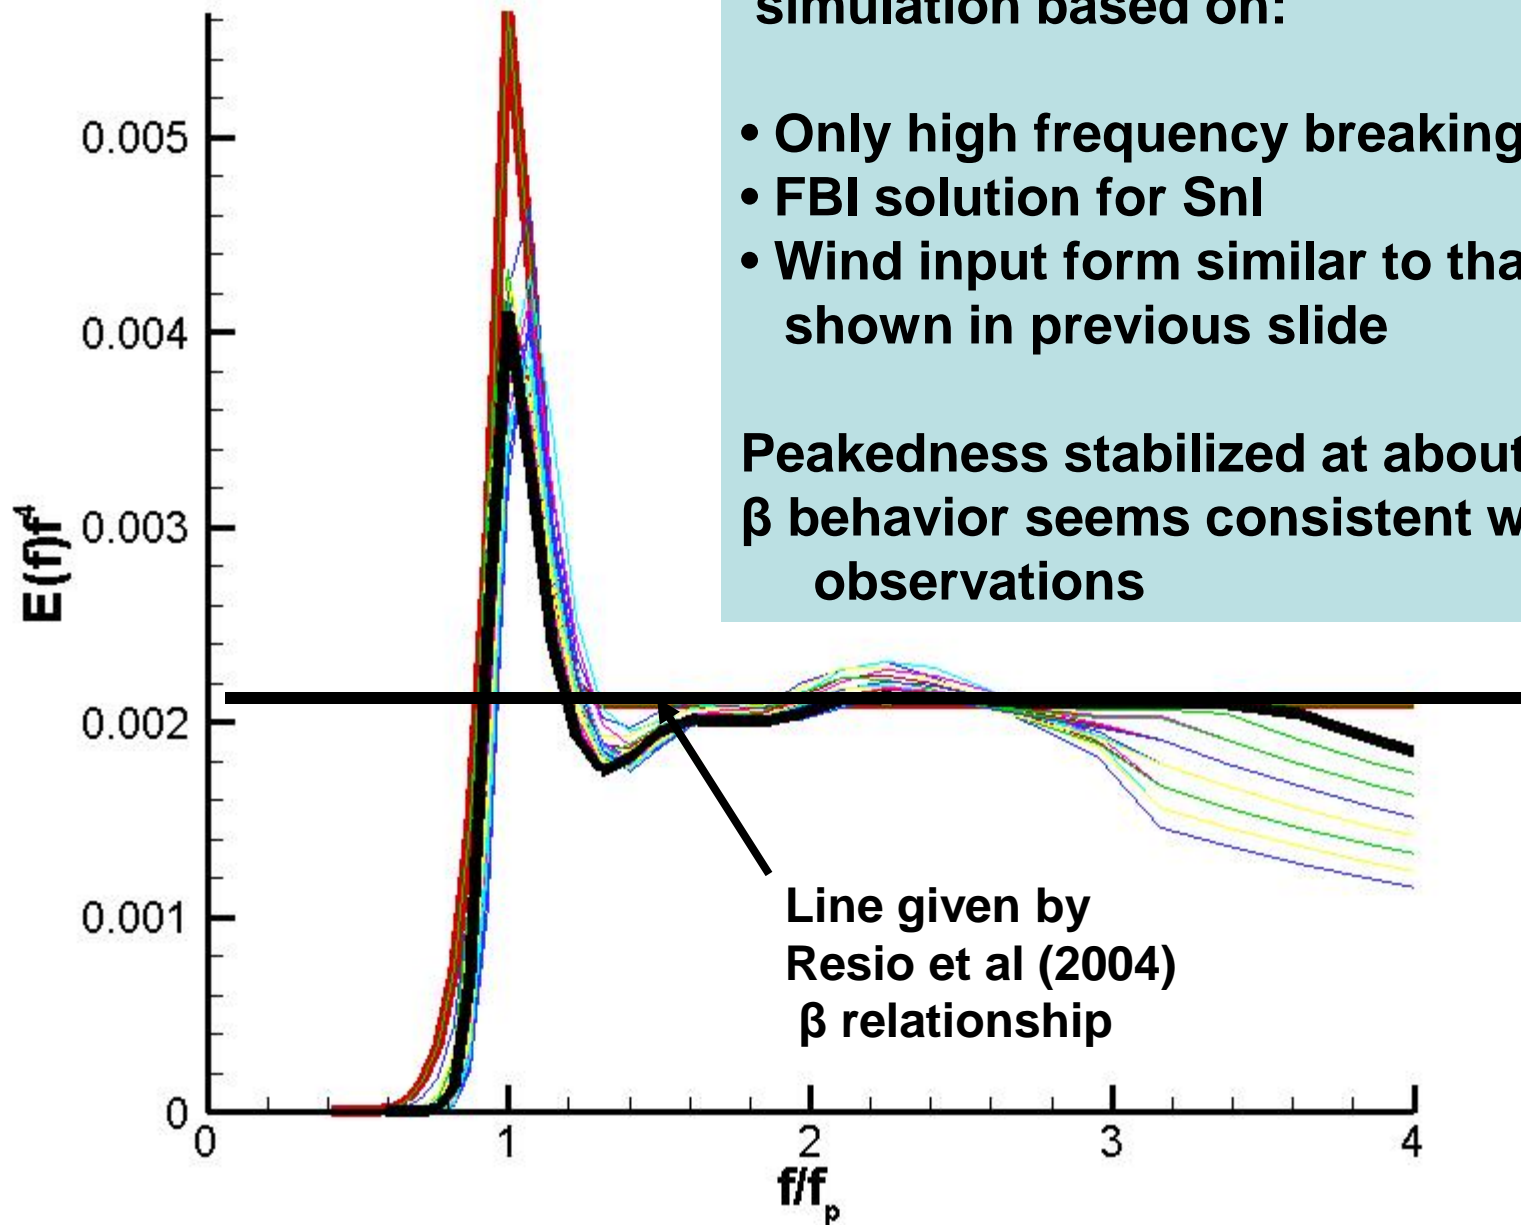 simulation based on:
• Only high frequency breaking
• FBI solution for Snl
• Wind input form similar to tha
shown in previous slide
Peakedness stabilized at about
β behavior seems consistent w
observations
0.005
0.004
0.003
0.002
0.001
0
E(f)f⁴
0 1 2 3 4
f/fₚ
Line given by
Resio et al (2004)
β relationship